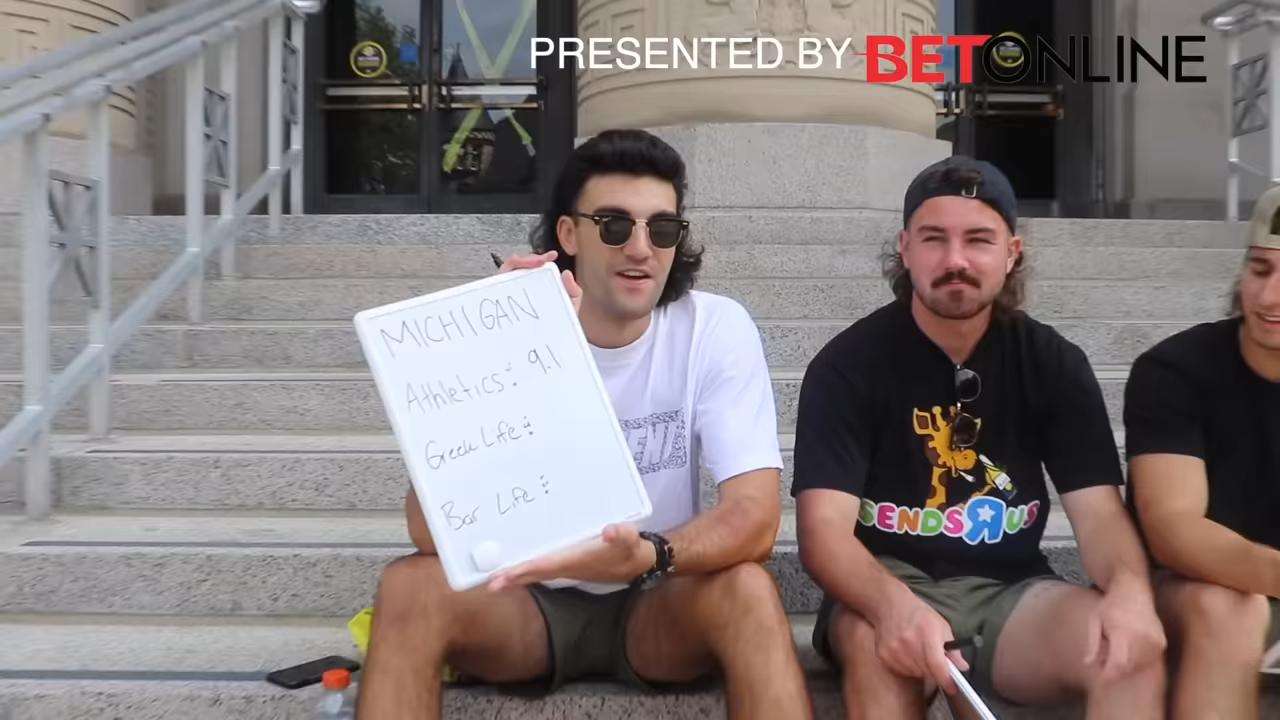 PRESENTED BY BETONLINE
MICHIGAN
Athletics: 9.1
Greek Life:
Bar Life:
SENDS R US